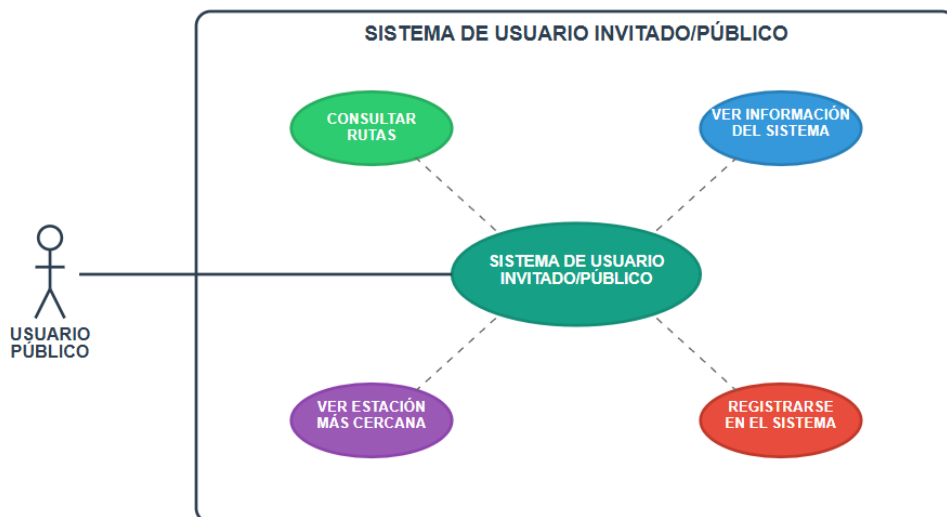 SISTEMA DE USUARIO INVITADO/PÚBLICO
CONSULTAR
RUTAS
VER INFORMACIÓN
DEL SISTEMA
SISTEMA DE USUARIO
INVITADO/PÚBLICO
USUARIO
PÚBLICO
VER ESTACIÓN
MÁS CERCANA
REGISTRARSE
EN EL SISTEMA